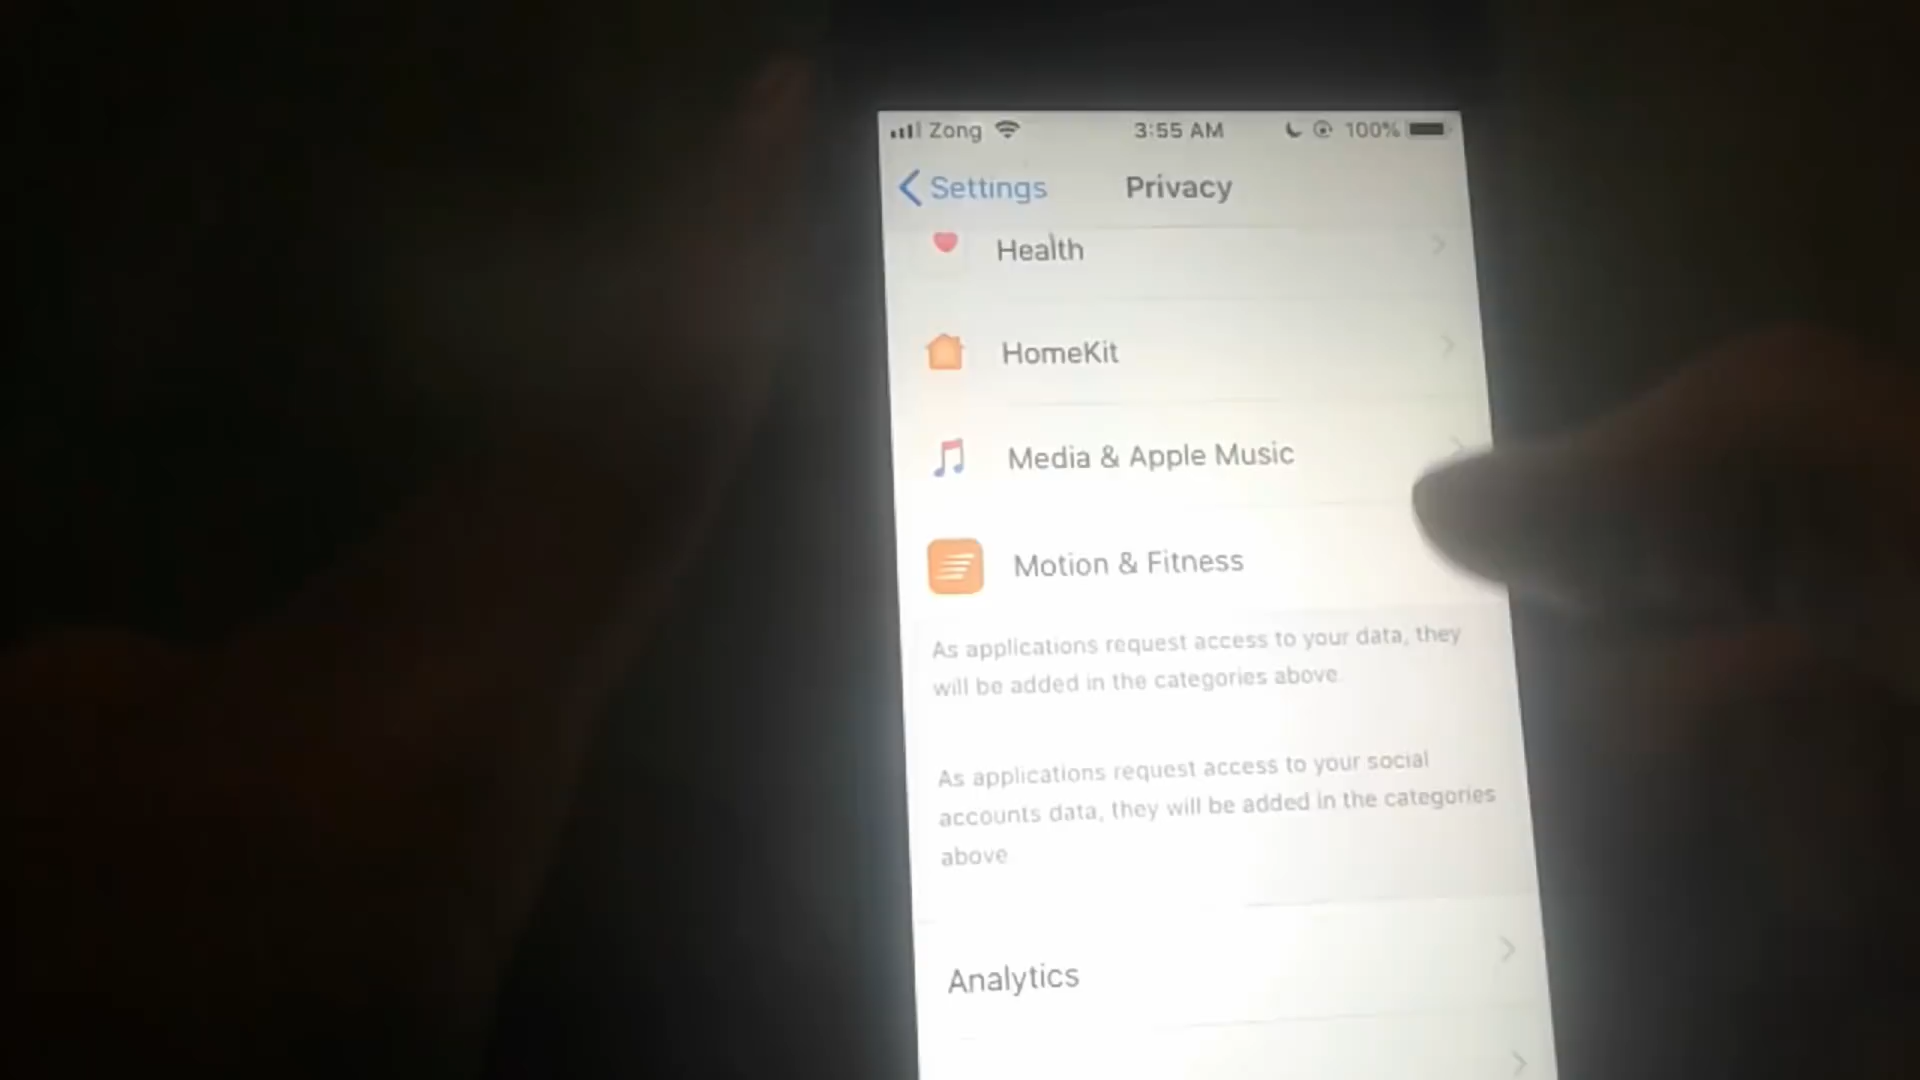 Zong 3:55 AM 100%
Settings Privacy
Health
HomeKit
Media & Apple Music
Motion & Fitness
As applications request access to your data, they
will be added in the categories above.
As applications request access to your social
accounts data, they will be added in the categories
above
Analytics